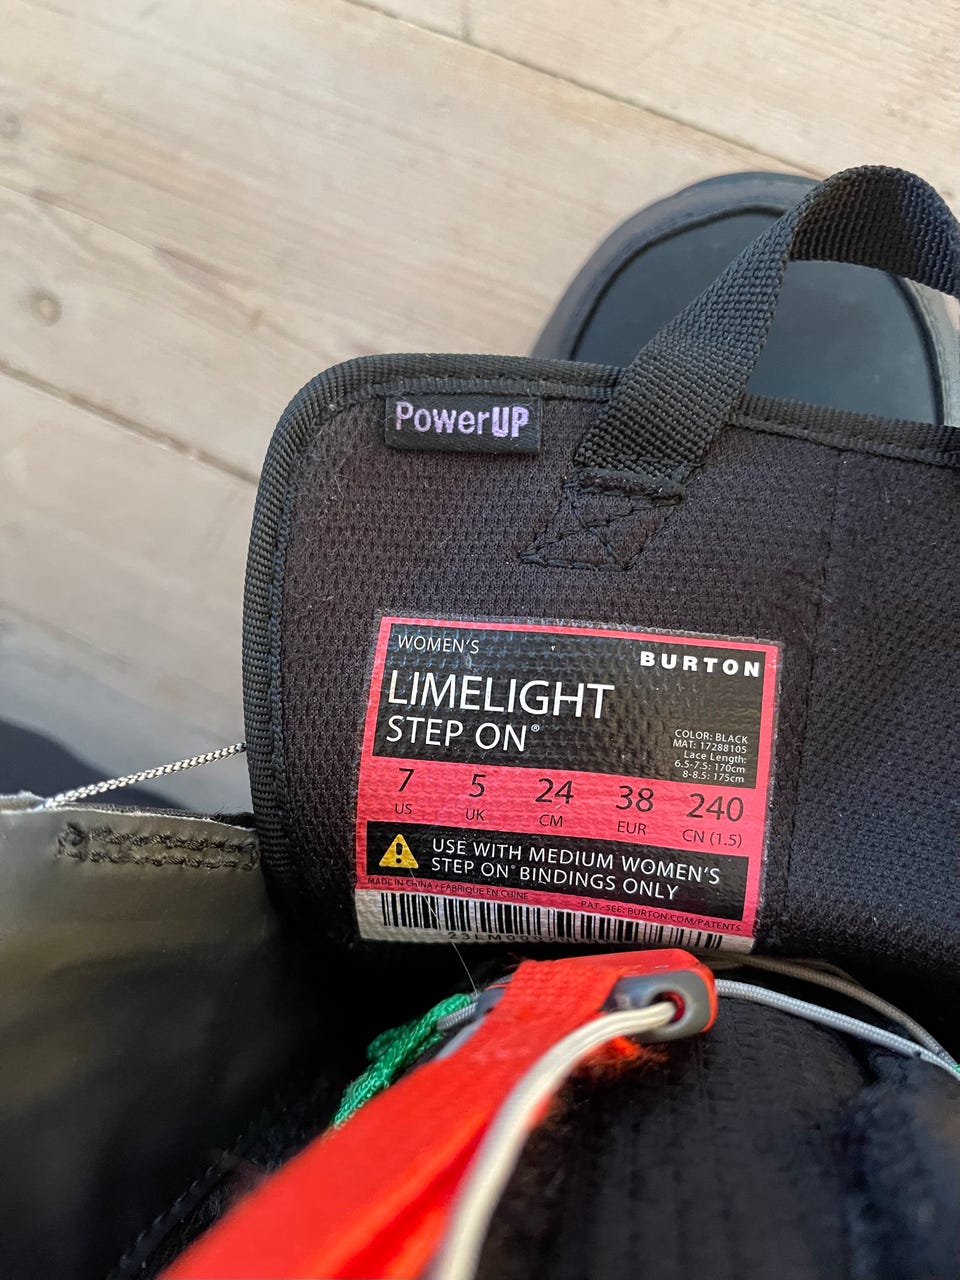 PowerUP
WOMEN'S
BURTON
LIMELIGHT
STEP ON®
COLOR: BLACK
MAT: 17288105
Lace Length:
6.5-7.5: 170cm
8-8.5: 175cm
7 5 24 38 240
US UK CM EUR CN (1.5)
USE WITH MEDIUM WOMEN'S
STEP ON® BINDINGS ONLY
MADE IN CHINA / FABRIQUE EN CHINE
PAT.-SEE: BURTON.COM/PATENTS